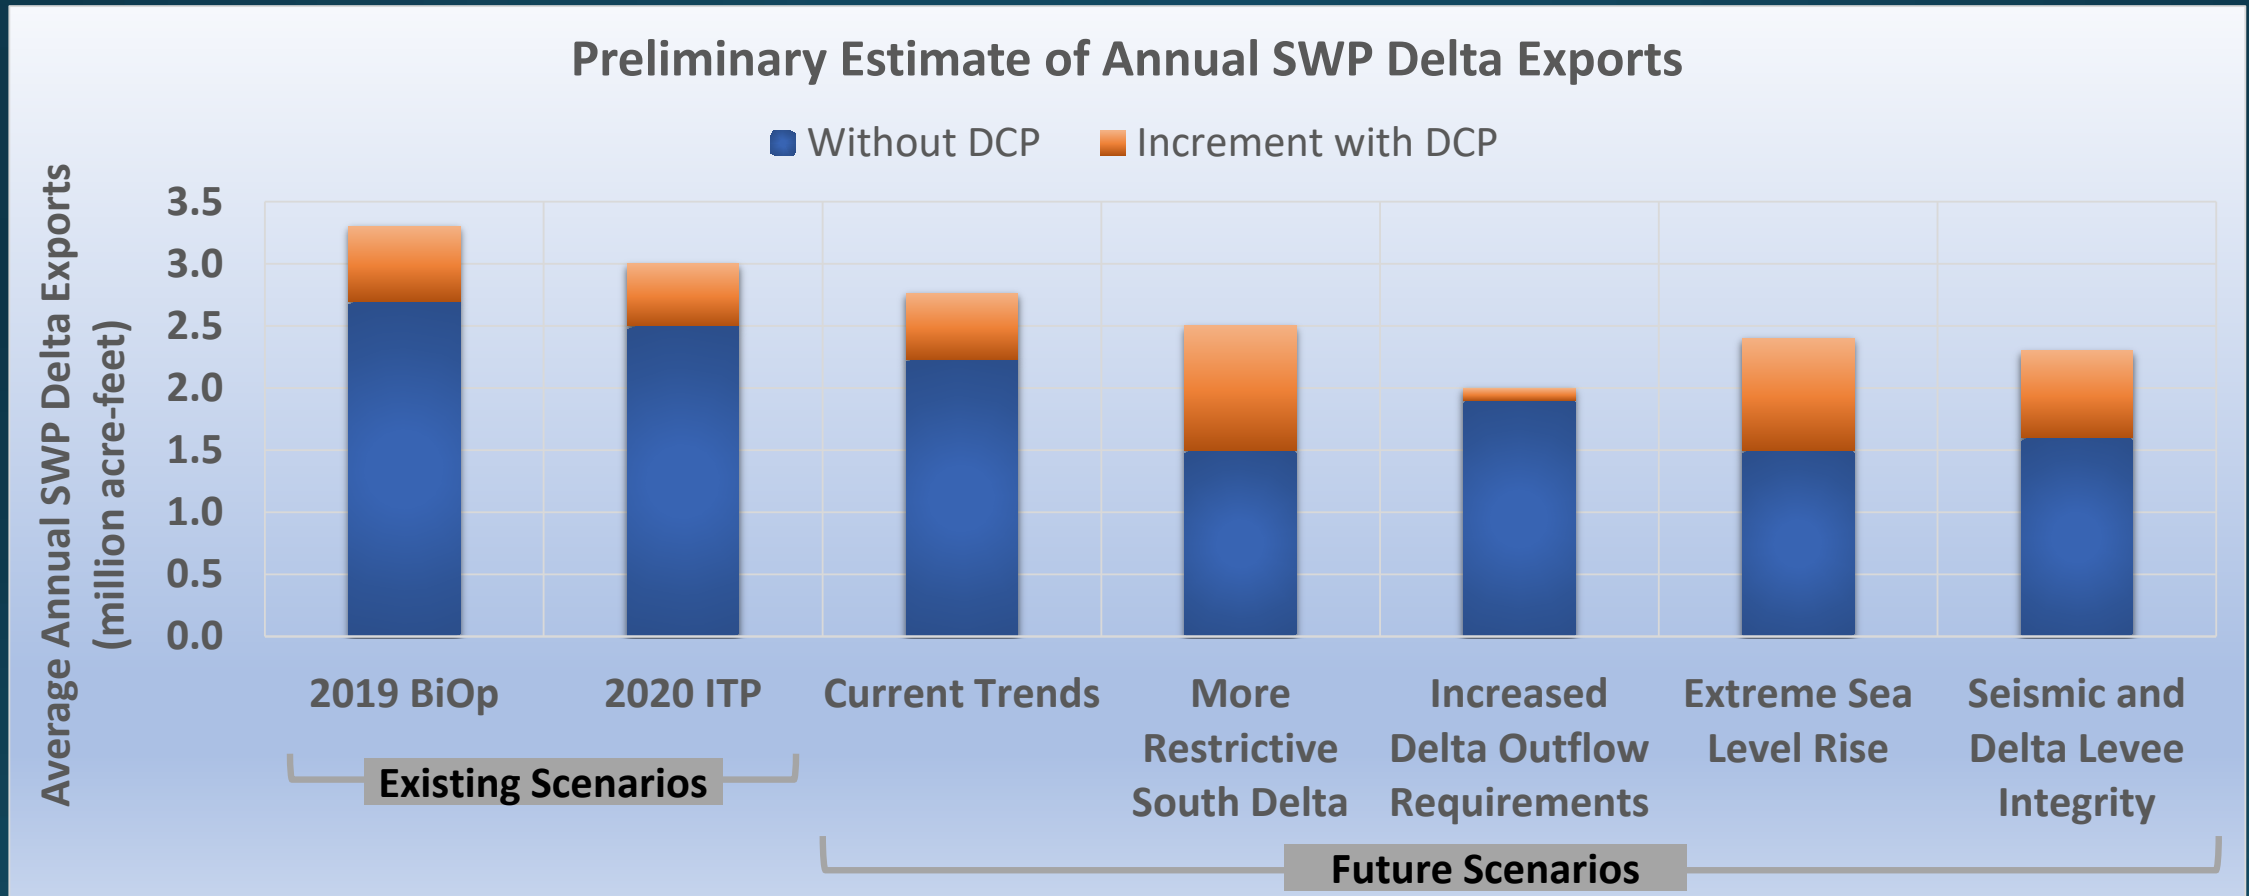 Preliminary Estimate of Annual SWP Delta Exports
Without DCP
Increment with DCP
Average Annual SWP Delta Exports
(million acre-feet)
3.5
3.0
2.5
2.0
1.5
1.0
0.5
0.0
2019 BiOp
2020 ITP
Current Trends
More
Restrictive
South Delta
Increased
Delta Outflow
Requirements
Extreme Sea
Level Rise
Seismic and
Delta Levee
Integrity
Existing Scenarios
Future Scenarios